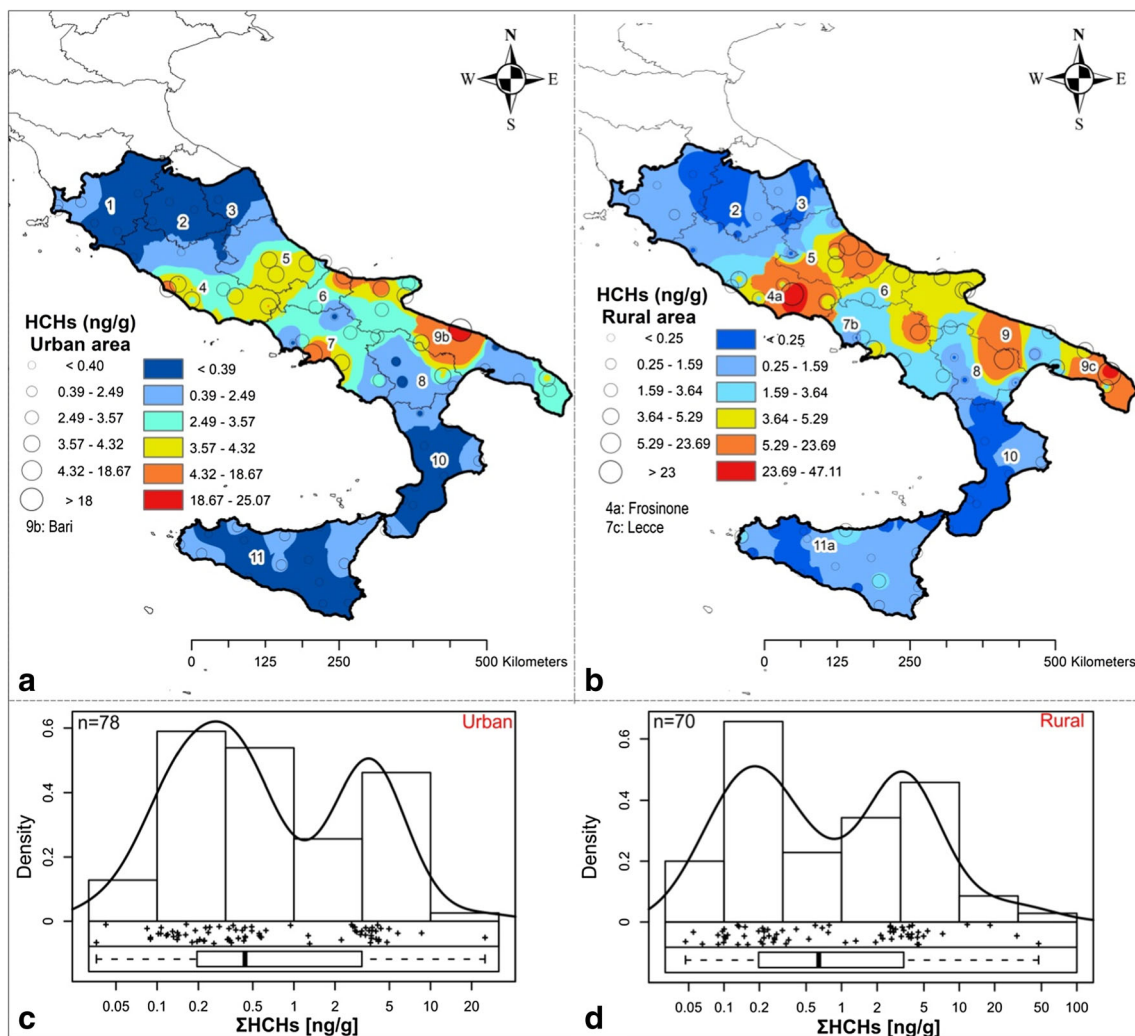 N
W E
S
1
2
3
4
5
6
7
8
9b
10
11
HCHs (ng/g)
Urban area
< 0.40
0.39 - 2.49
2.49 - 3.57
3.57 - 4.32
4.32 - 18.67
> 18
< 0.39
0.39 - 2.49
2.49 - 3.57
3.57 - 4.32
4.32 - 18.67
18.67 - 25.07
9b: Bari
0 125 250 500 Kilometers
a
N
W E
S
2
3
4a
5
6
7b
8
9
9c
10
11a
HCHs (ng/g)
Rural area
< 0.25
0.25 - 1.59
1.59 - 3.64
3.64 - 5.29
5.29 - 23.69
> 23
< 0.25
0.25 - 1.59
1.59 - 3.64
3.64 - 5.29
5.29 - 23.69
23.69 - 47.11
4a: Frosinone
7c: Lecce
0 125 250 500 Kilometers
b
n=78
Urban
Density
0.6
0.4
0.2
0
0.05 0.1 0.2 0.5 1 2 5 10 20
ΣHCHs [ng/g]
c
n=70
Rural
Density
0.6
0.4
0.2
0
0.05 0.1 0.2 0.5 1 2 5 10 20 50 100
ΣHCHs [ng/g]
d